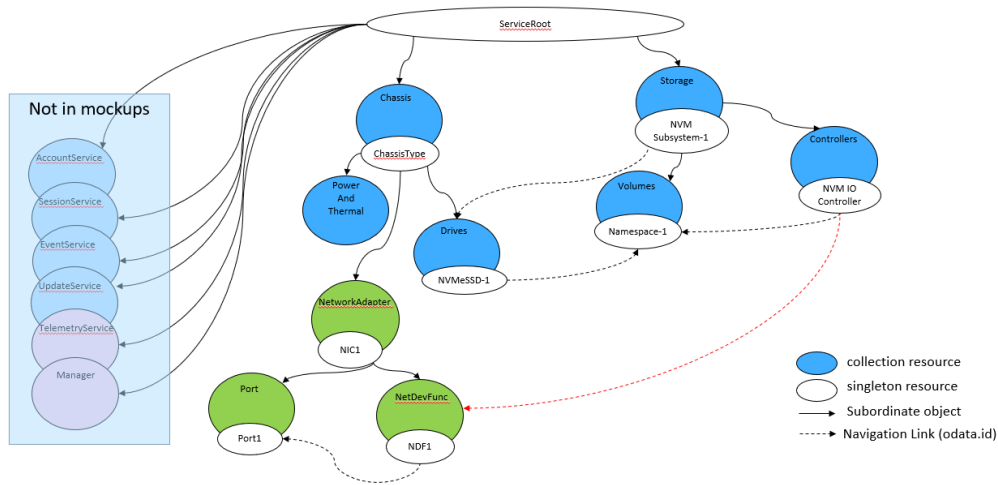 ServiceRoot
Not in mockups
AccountService
SessionService
EventService
UpdateService
TelemetryService
Manager
Chassis
ChassisType
Power
And
Thermal
Drives
NVMeSSD-1
Storage
NVM
Subsystem-1
Volumes
Namespace-1
Controllers
NVM IO
Controller
NetworkAdapter
NIC1
Port
Port1
NetDevFunc
NDF1
collection resource
singleton resource
Subordinate object
Navigation Link (odata.id)